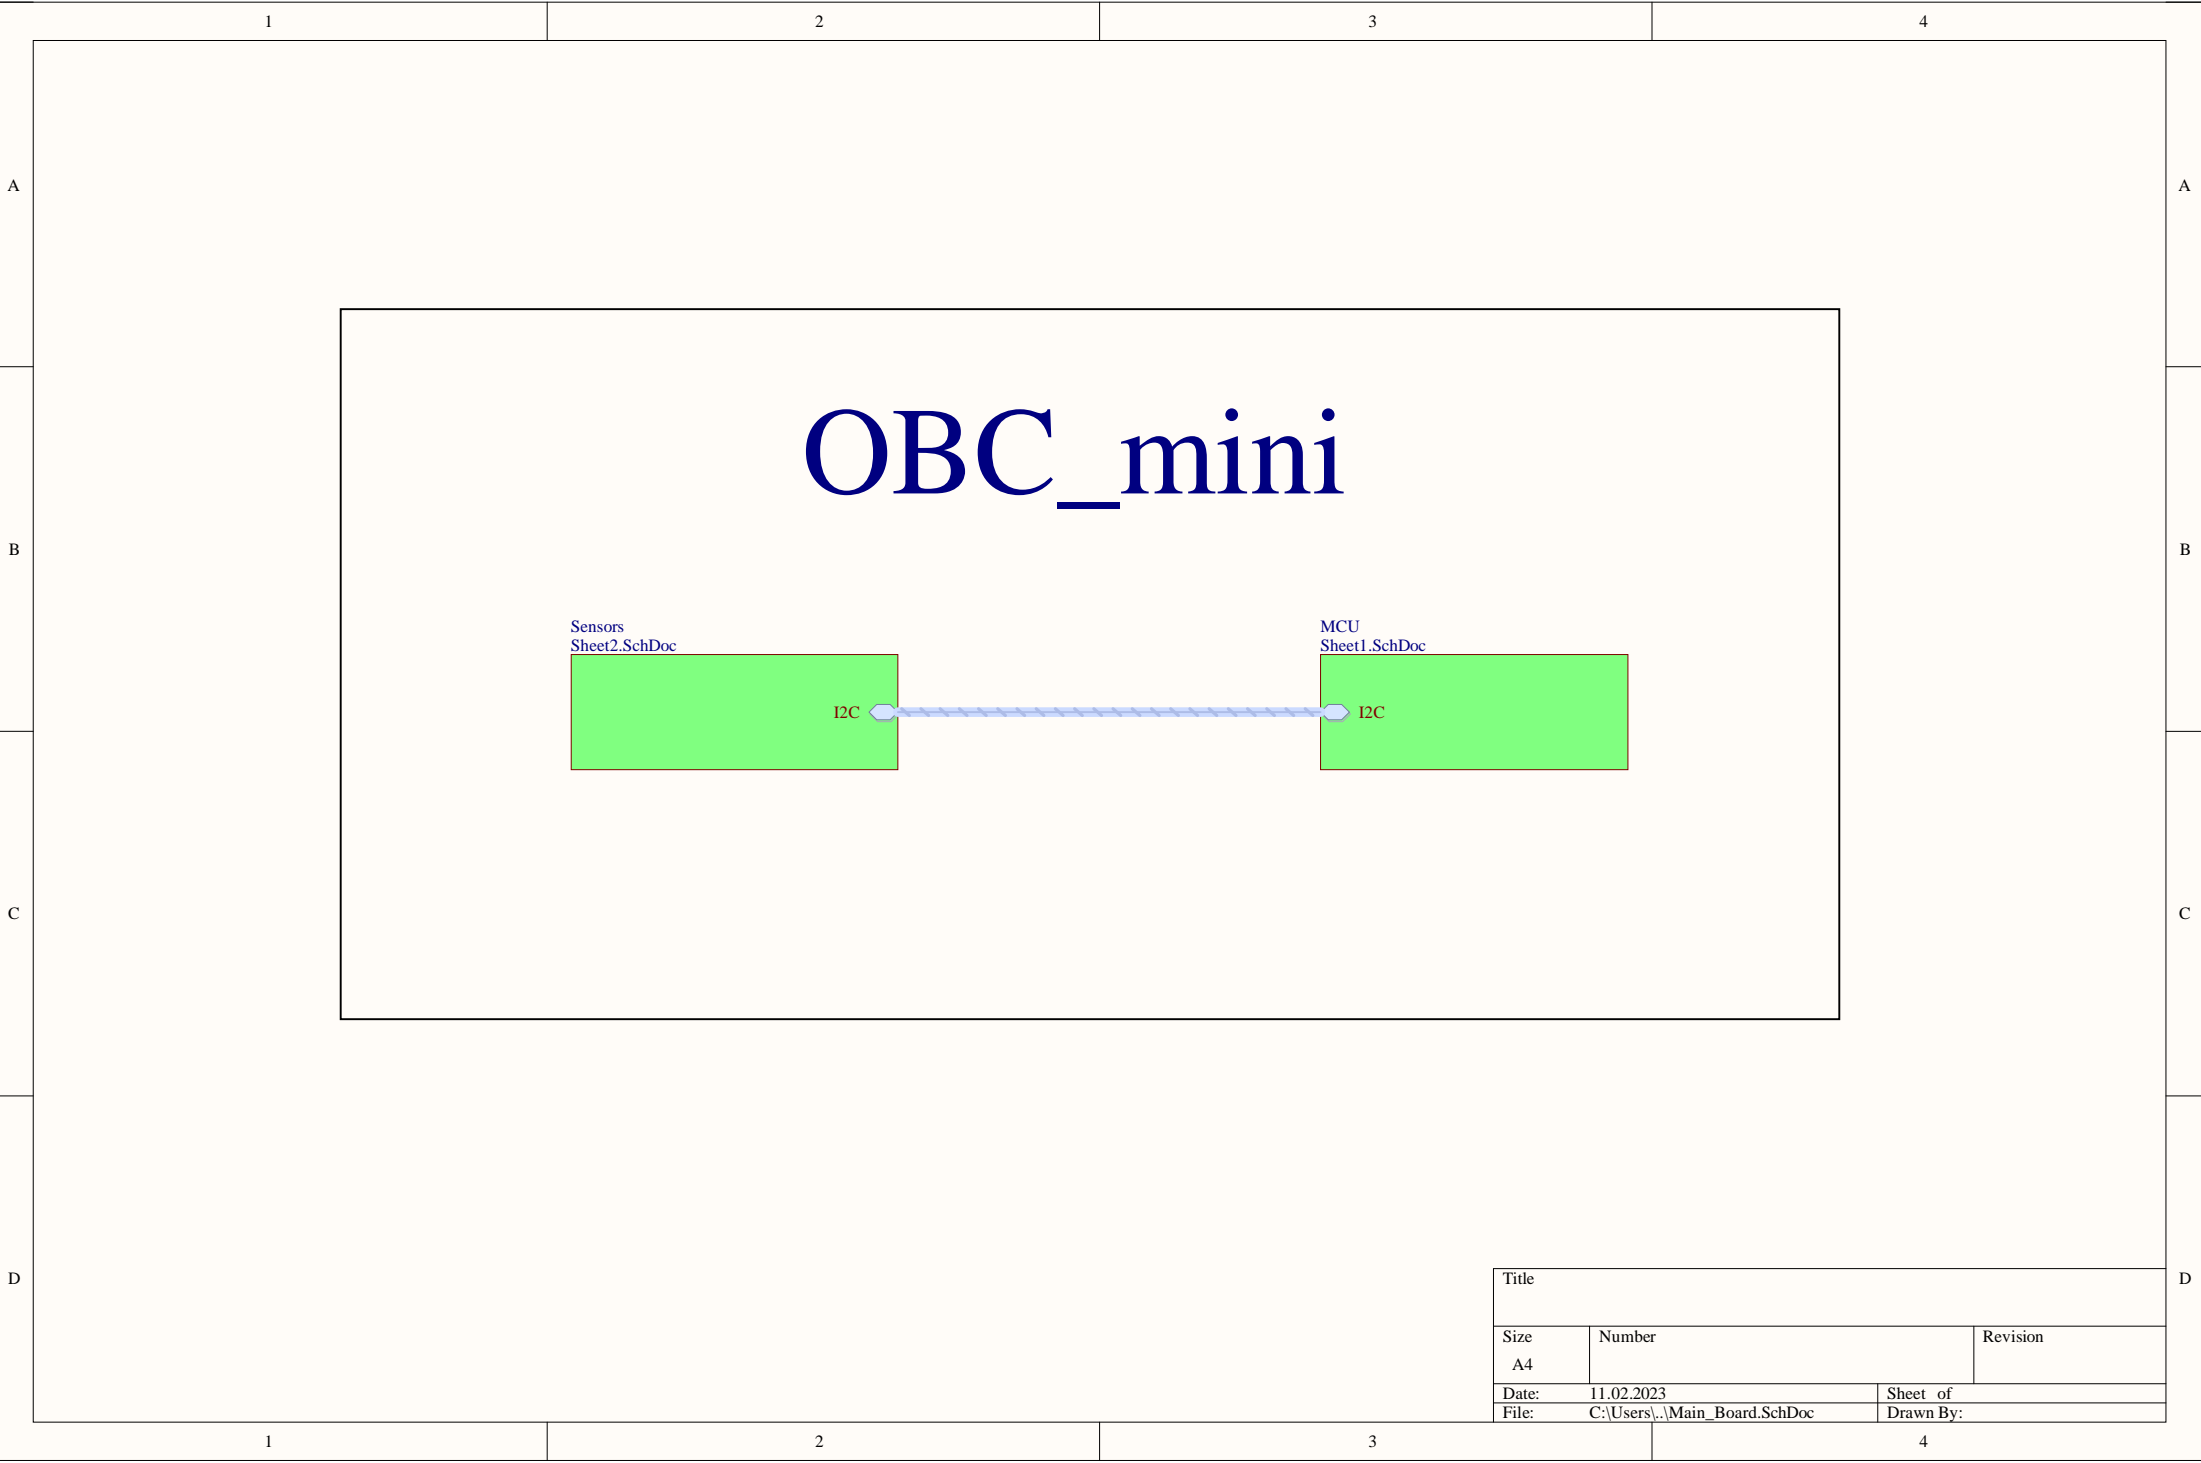 1 2 3 4
A A
OBC_mini
B B
Sensors
Sheet2.SchDoc
MCU
Sheet1.SchDoc
I2C I2C
C C
D D
Title
Size Number Revision
A4
Date: 11.02.2023 Sheet of
File: C:\Users\..\Main_Board.SchDoc Drawn By:
1 2 3 4